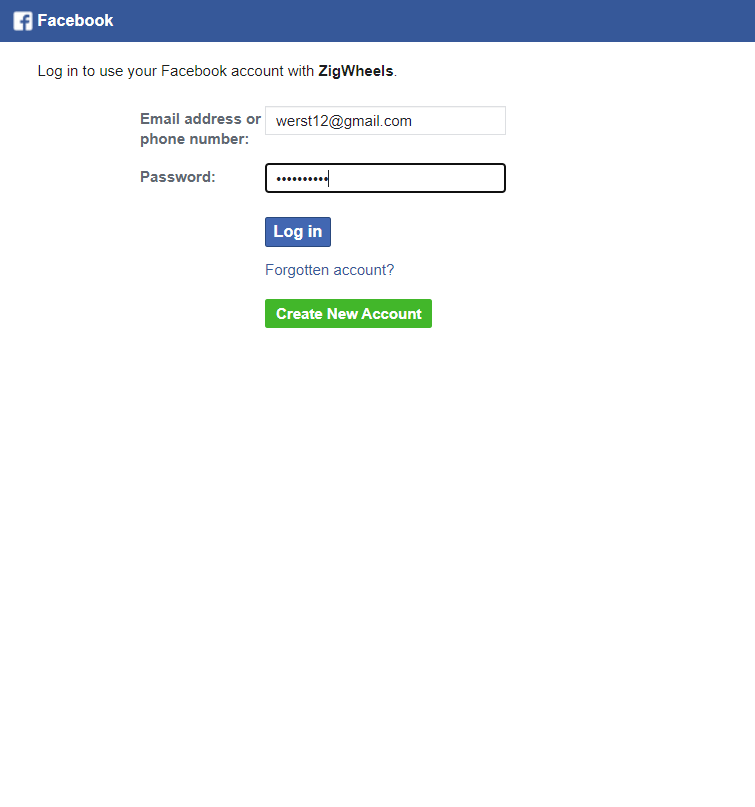 Facebook
Log in to use your Facebook account with ZigWheels.
Email address or
phone number:
werst12@gmail.com
Password:
••••••••••
Log in
Forgotten account?
Create New Account